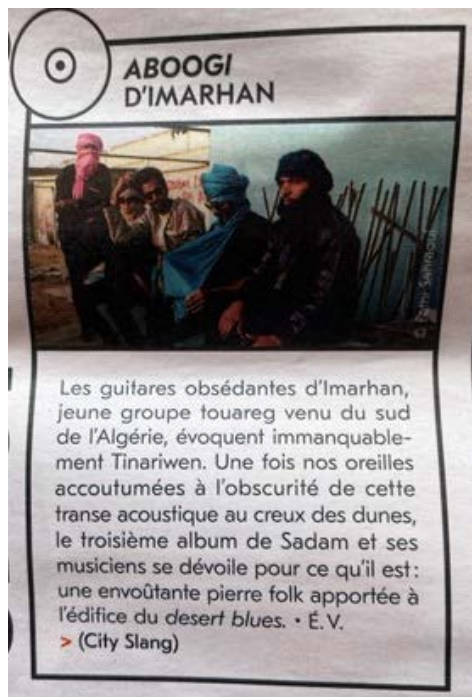 ABOOGI
D'IMARHAN
© Fehmi Sahnaoui
Les guitares obsédantes d'Imarhan,
jeune groupe touareg venu du sud
de l'Algérie, évoquent immanquable-
ment Tinariwen. Une fois nos oreilles
accoutumées à l'obscurité de cette
transe acoustique au creux des dunes,
le troisième album de Sadam et ses
musiciens se dévoile pour ce qu'il est :
une envoûtante pierre folk apportée à
l'édifice du desert blues. • É. V.
> (City Slang)